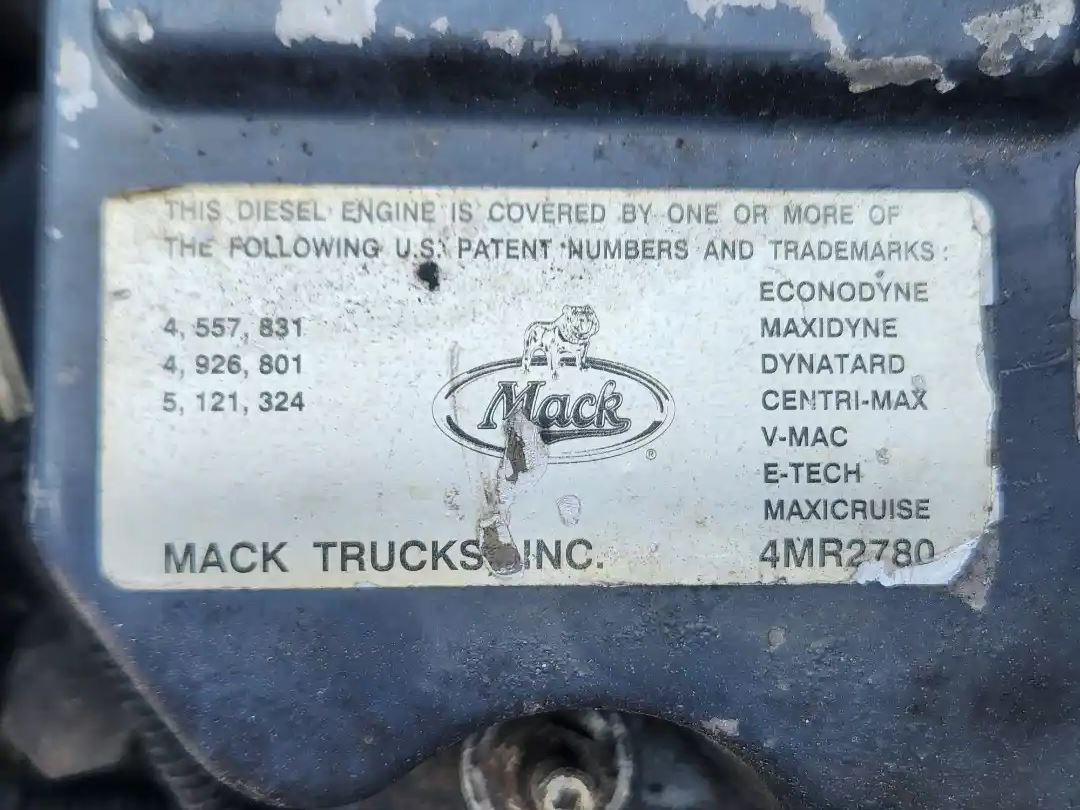 THIS DIESEL ENGINE IS COVERED BY ONE OR MORE OF
THE FOLLOWING U.S. PATENT NUMBERS AND TRADEMARKS:
4, 557, 831
4, 926, 801
5, 121, 324
Mack
®
ECONODYNE
MAXIDYNE
DYNATARD
CENTRI-MAX
V-MAC
E-TECH
MAXICRUISE
MACK TRUCKS, INC.
4MR2780